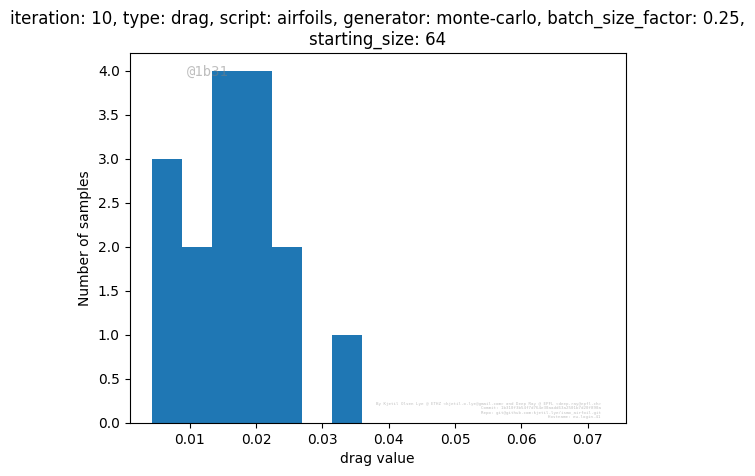 iteration: 10, type: drag, script: airfoils, generator: monte-carlo, batch_size_factor: 0.25,
starting_size: 64
@1b31
4.0
3.5
3.0
2.5
2.0
1.5
1.0
0.5
0.0
Number of samples
0.01 0.02 0.03 0.04 0.05 0.06 0.07
drag value